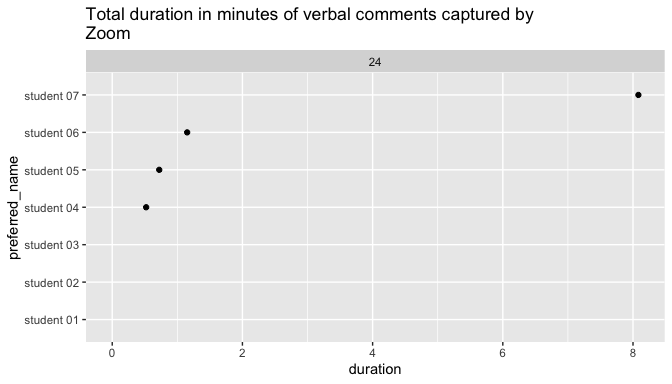 Total duration in minutes of verbal comments captured by
Zoom
24
preferred_name
student 07
student 06
student 05
student 04
student 03
student 02
student 01
0 2 4 6 8
duration